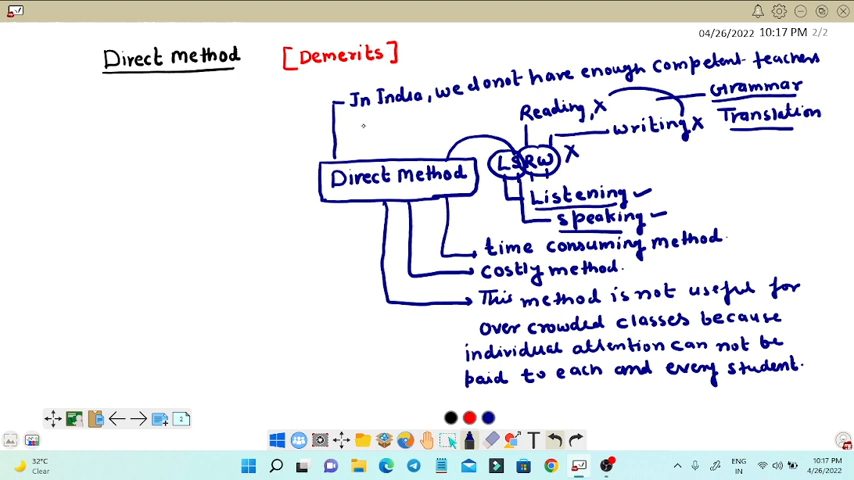 04/26/2022 10:17 PM 2/2
Direct method [Demerits]
In India, we donot have enough competent teachers
Reading, X
Grammar
Translation
writing X
LSRW X
Direct Method
Listening ✓
speaking ✓
time consuming method.
costly method.
This method is not useful for
over crowded classes because
individual attention can not be
paid to each and every student.
2
T
32°C
Clear
ENG
IN
10:17 PM
4/26/2022